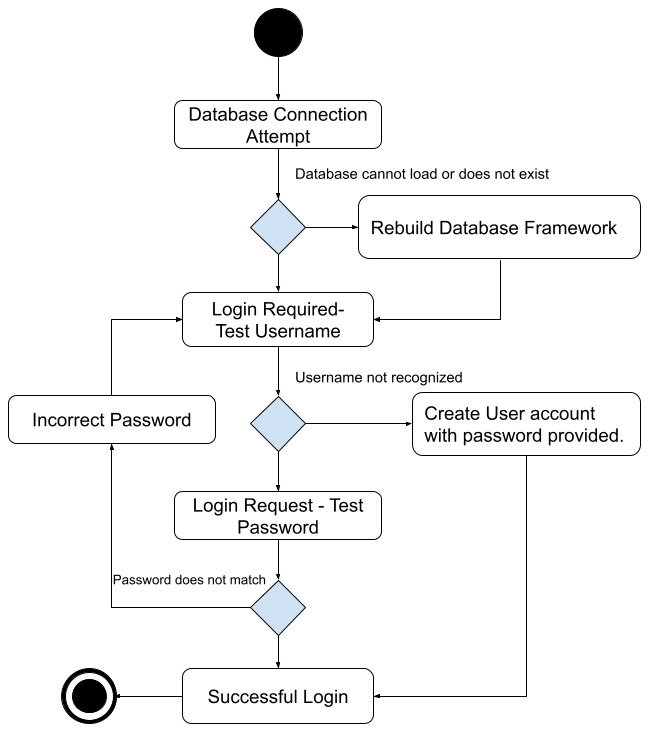 Database Connection
Attempt
Database cannot load or does not exist
Rebuild Database Framework
Login Required-
Test Username
Username not recognized
Incorrect Password
Create User account
with password provided.
Login Request - Test
Password
Password does not match
Successful Login